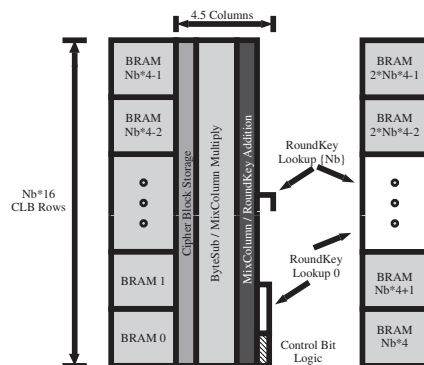 4.5 Columns
BRAM
Nb*4-1
BRAM
Nb*4-2
Nb*16
CLB Rows
BRAM 1
BRAM 0
Cipher Block Storage
ByteSub / MixColumn Multiply
MixColumn / RoundKey Addition
RoundKey
Lookup {Nb}
RoundKey
Lookup 0
Control Bit
Logic
BRAM
2*Nb*4-1
BRAM
2*Nb*4-2
BRAM
Nb*4+1
BRAM
Nb*4